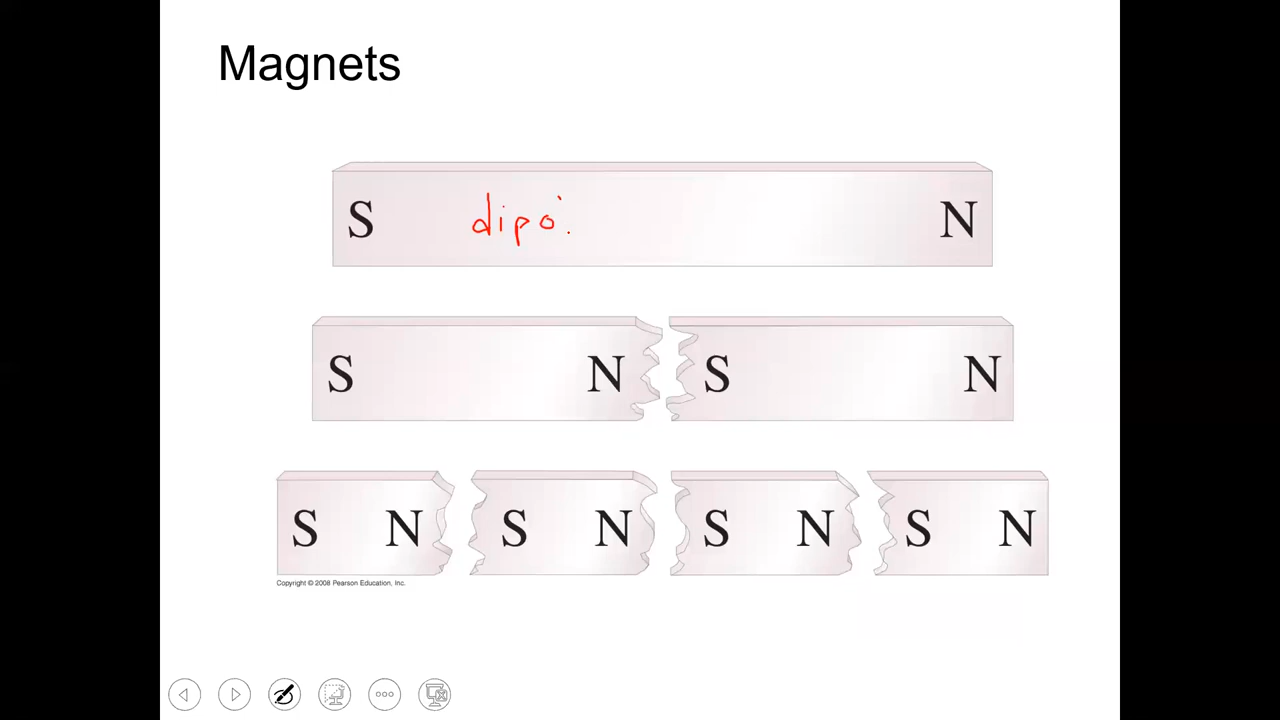 Magnets
S dipo N
S N S N
S N S N S N S N
Copyright © 2008 Pearson Education, Inc.